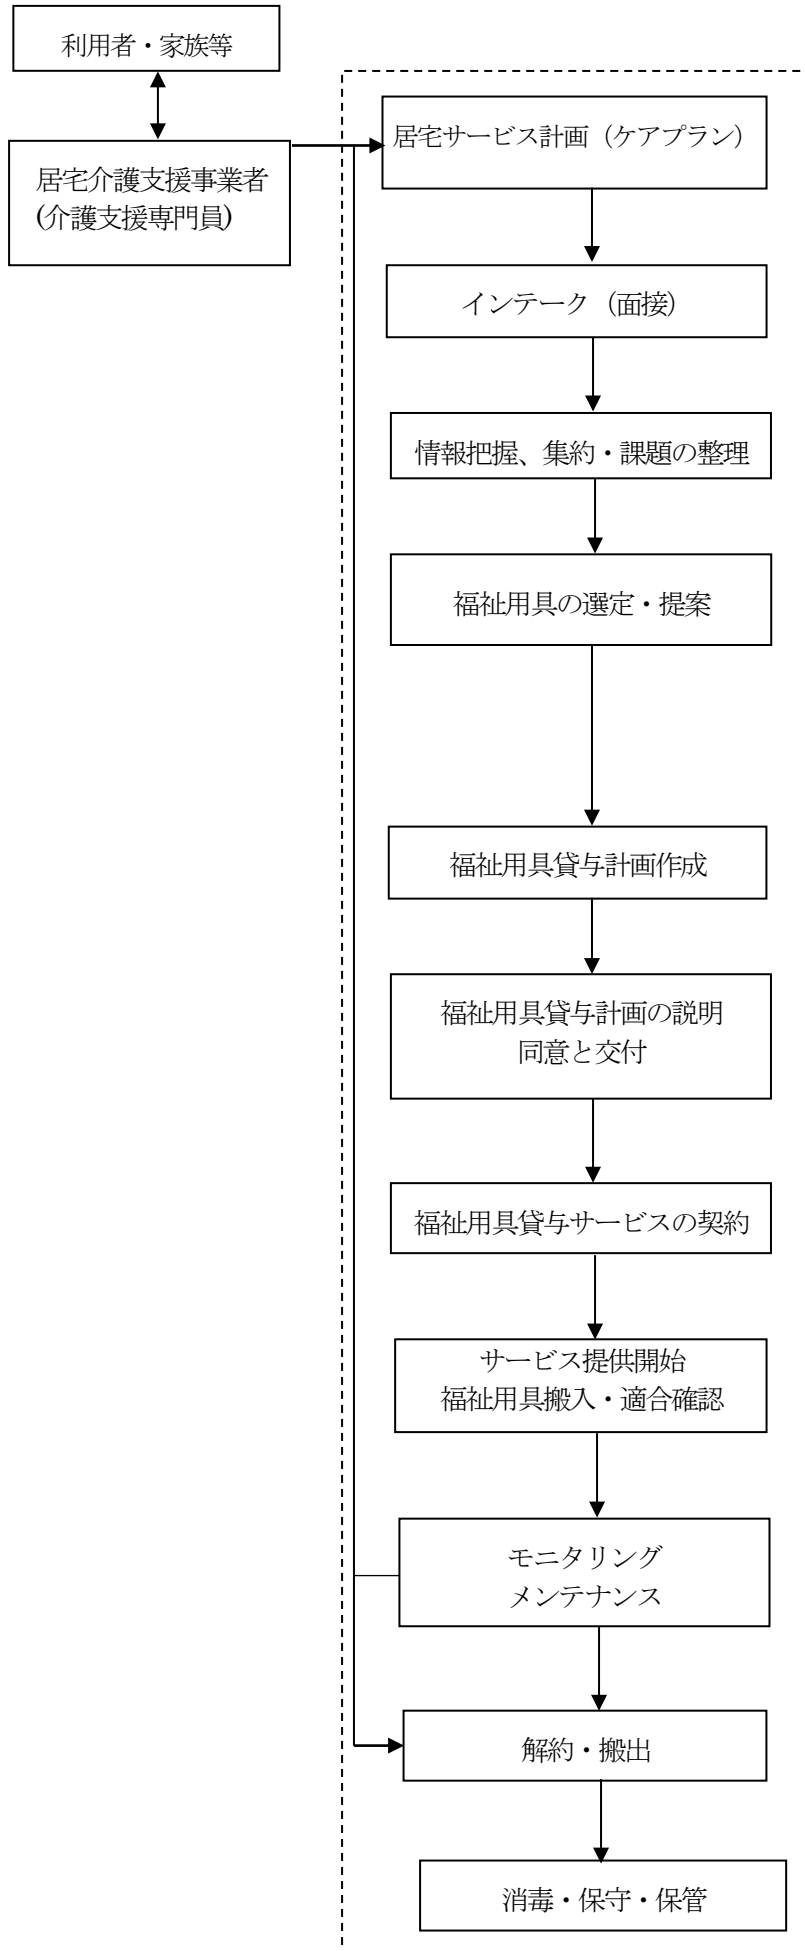 利用者・家族等
居宅介護支援事業者
(介護支援専門員)
居宅サービス計画（ケアプラン）
インテーク（面接）
情報把握、集約・課題の整理
福祉用具の選定・提案
福祉用具貸与計画作成
福祉用具貸与計画の説明
同意と交付
福祉用具貸与サービスの契約
サービス提供開始
福祉用具搬入・適合確認
モニタリング
メンテナンス
解約・搬出
消毒・保守・保管